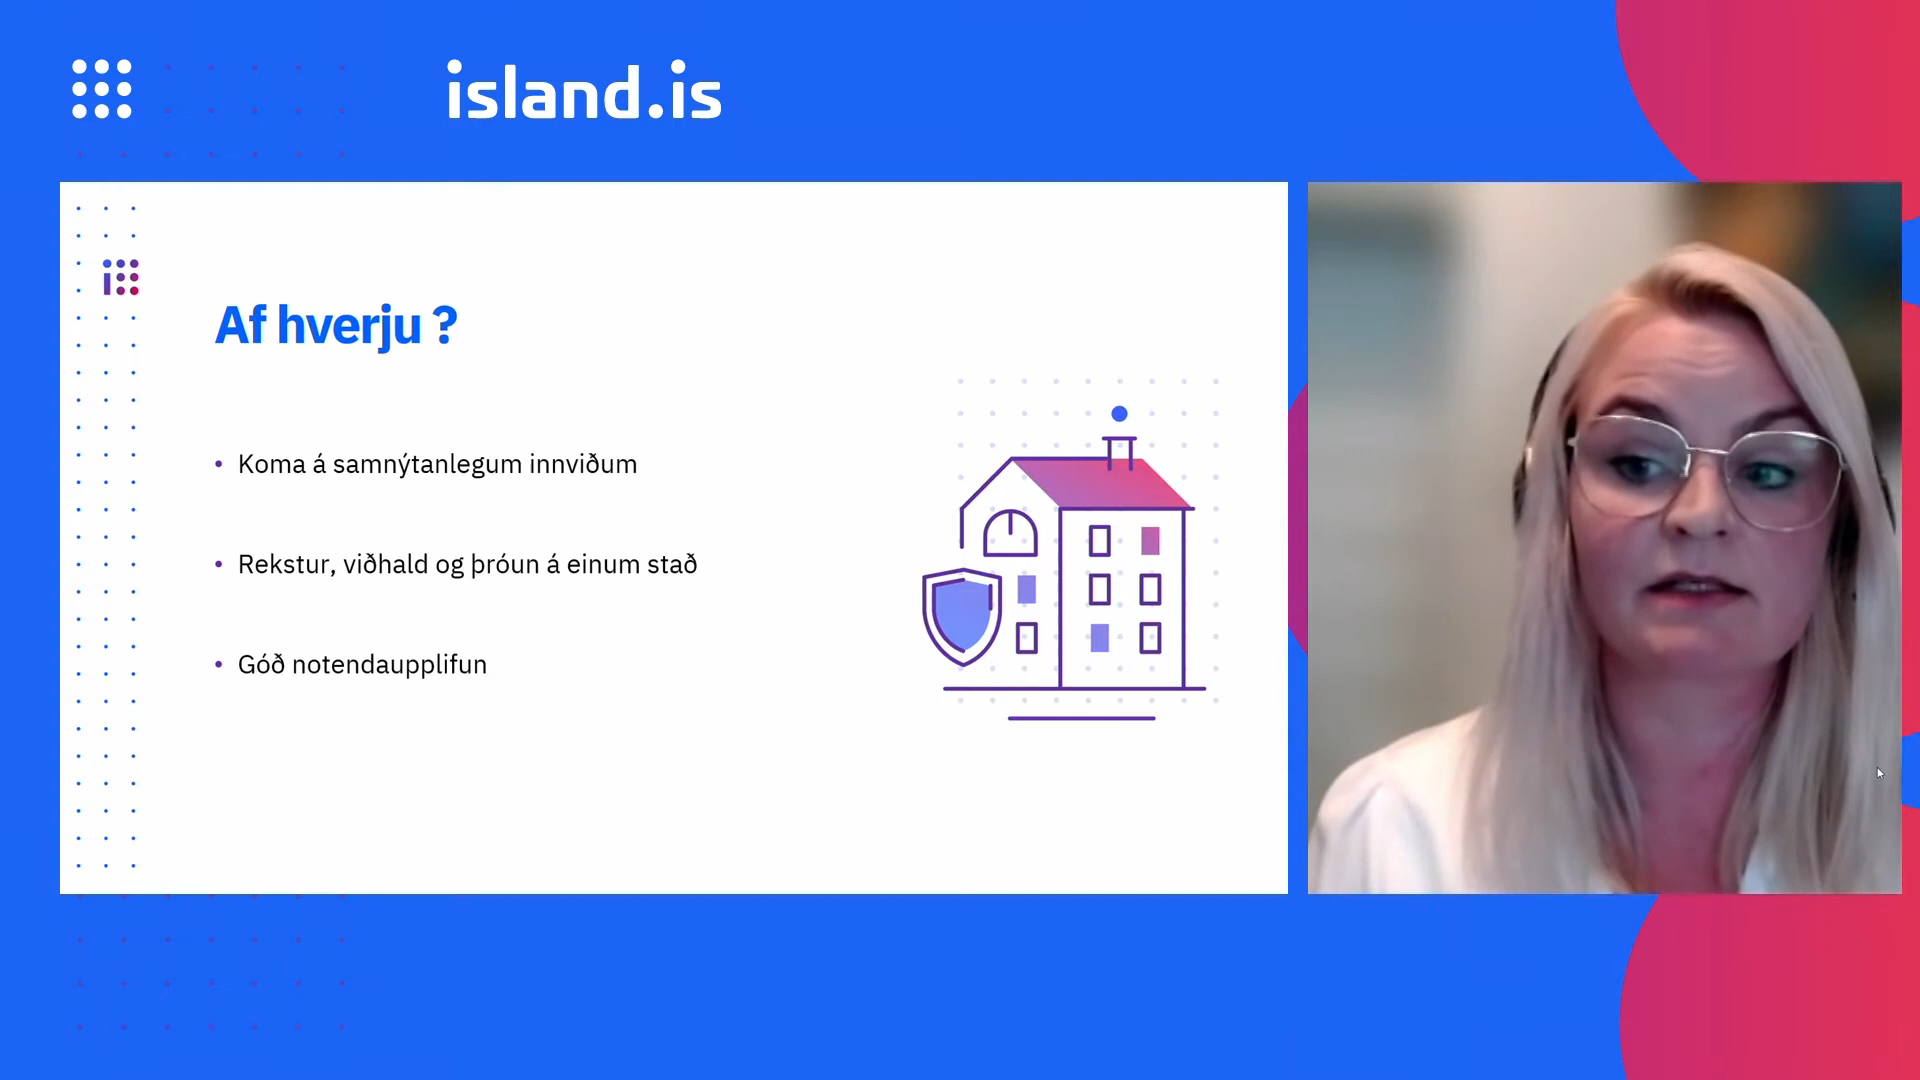 island.is
Af hverju ?
• Koma á samnýtanlegum innviðum
• Rekstur, viðhald og þróun á einum stað
• Góð notendaupplifun